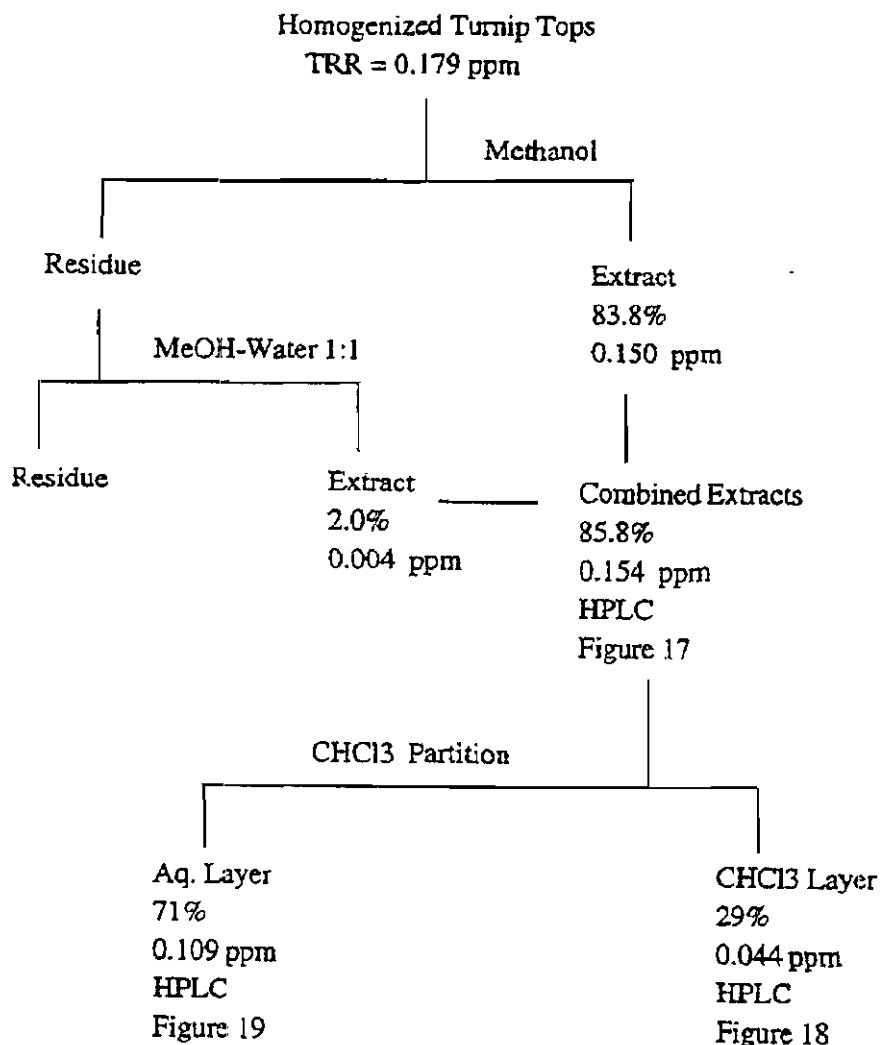 Homogenized Turnip Tops
TRR = 0.179 ppm
Methanol
Residue
Extract
83.8%
0.150 ppm
MeOH-Water 1:1
Residue
Extract
2.0%
0.004 ppm
Combined Extracts
85.8%
0.154 ppm
HPLC
Figure 17
CHCl3 Partition
Aq. Layer
71%
0.109 ppm
HPLC
Figure 19
CHCl3 Layer
29%
0.044 ppm
HPLC
Figure 18